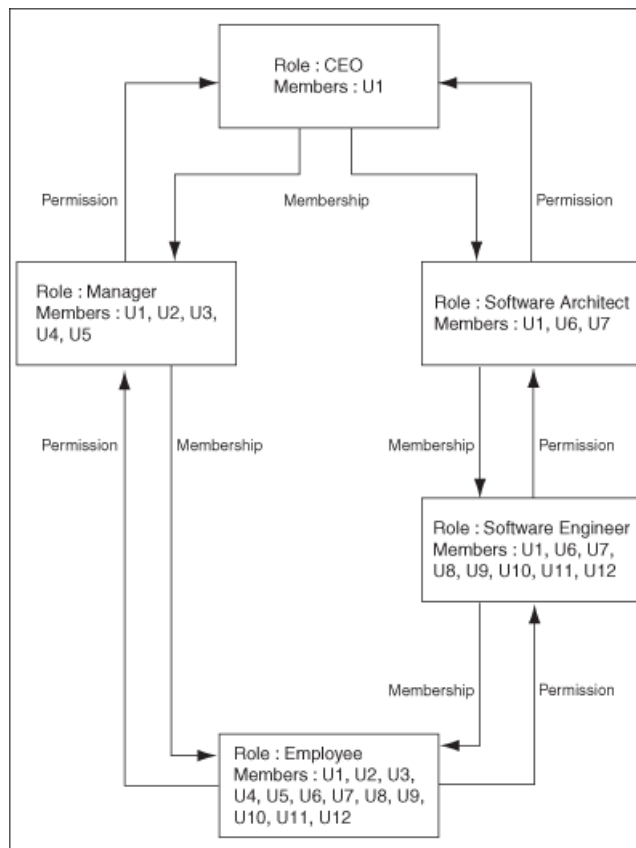 Role : CEO
Members : U1
Permission
Membership
Permission
Role : Manager
Members : U1, U2, U3,
U4, U5
Role : Software Architect
Members : U1, U6, U7
Permission
Membership
Membership
Permission
Role : Software Engineer
Members : U1, U6, U7,
U8, U9, U10, U11, U12
Membership
Permission
Role : Employee
Members : U1, U2, U3,
U4, U5, U6, U7, U8, U9,
U10, U11, U12